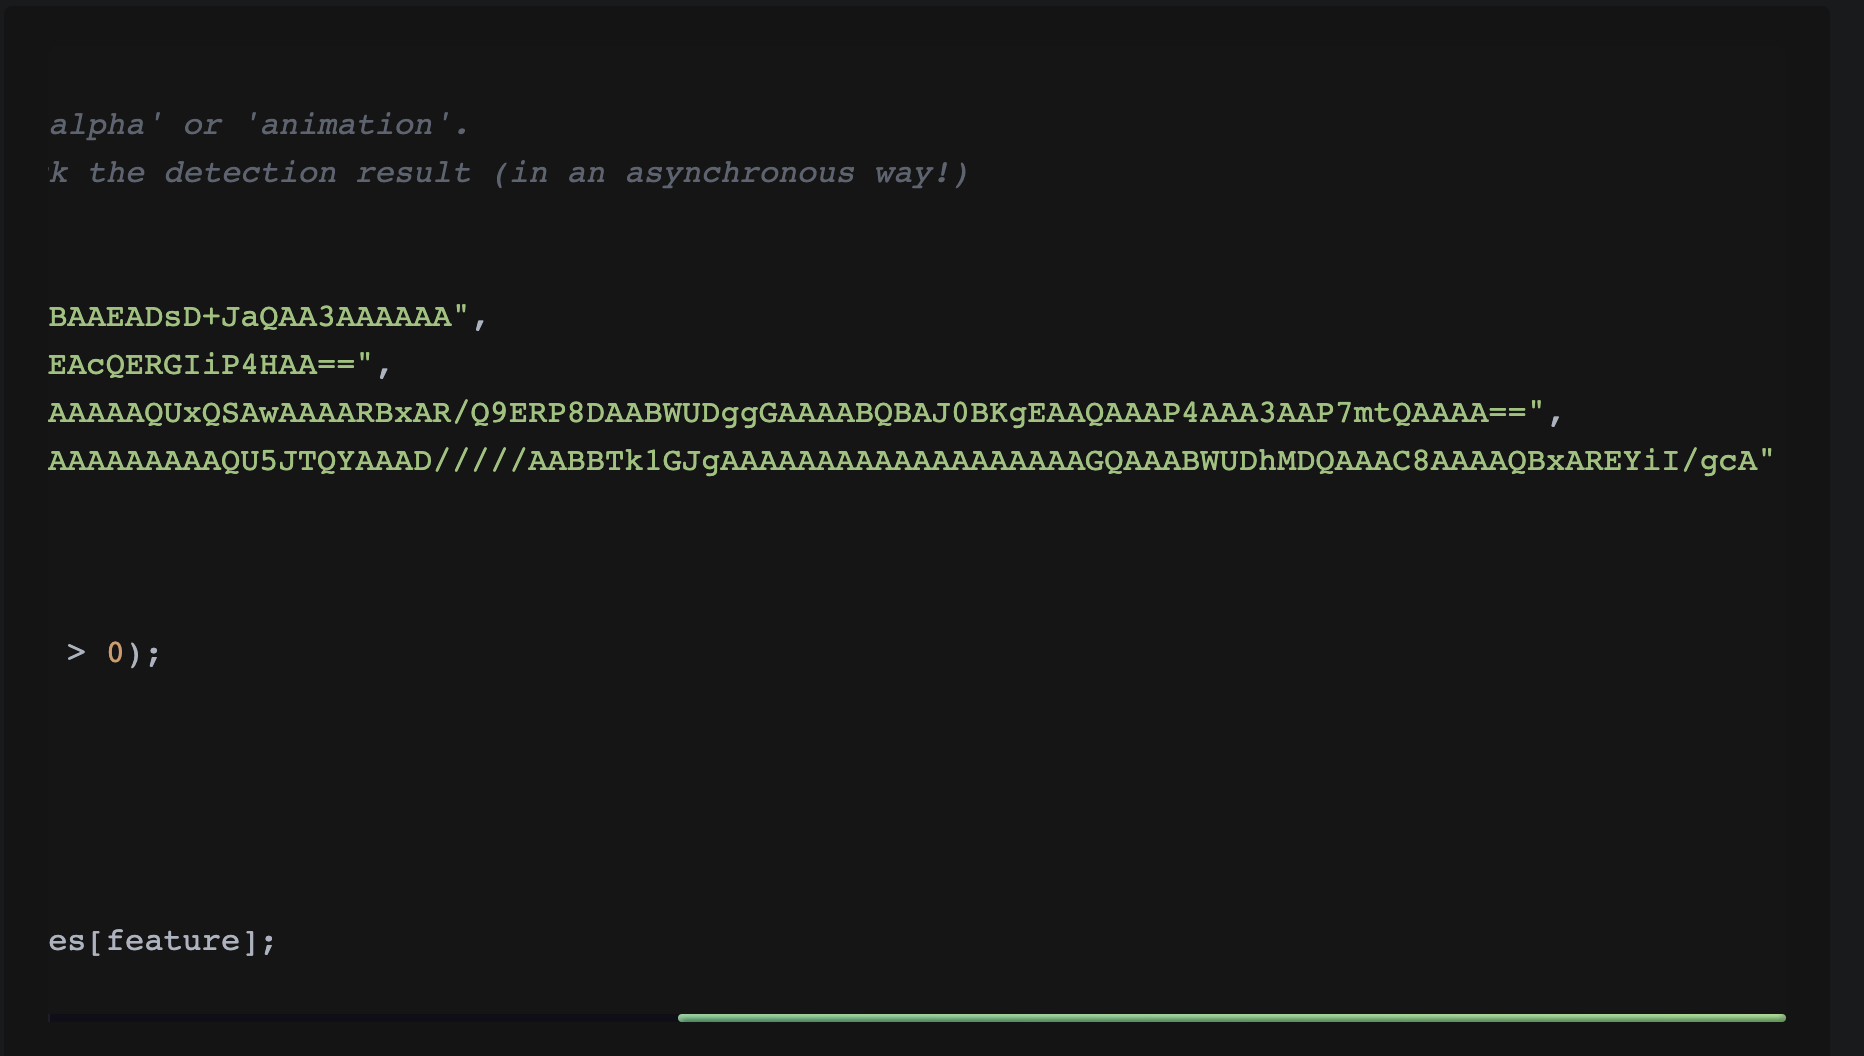 alpha' or 'animation'.
k the detection result (in an asynchronous way!)
BAAEADsD+JaQAA3AAAAAA",
EAcQERGIiP4HAA==",
AAAAAQUxQSAwAAAARBxAR/Q9ERP8DAABWUDggGAAAABQBAJ0BKgEAAQAAAP4AAA3AAP7mtQAAAA==",
AAAAAAAAAQU5JTQYAAAD/////AABBTk1GJgAAAAAAAAAAAAAAAAAAAGQAAABWUDhMDQAAAC8AAAAQBxAREYiI/gcA"
> 0);
es[feature];